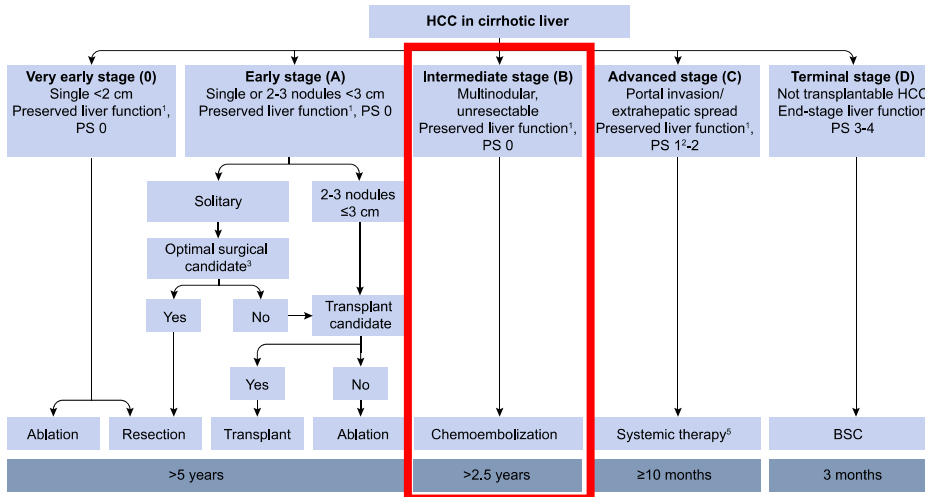 HCC in cirrhotic liver
Very early stage (0)
Single <2 cm
Preserved liver function¹,
PS 0
Early stage (A)
Single or 2-3 nodules <3 cm
Preserved liver function¹, PS 0
Intermediate stage (B)
Multinodular,
unresectable
Preserved liver function¹,
PS 0
Advanced stage (C)
Portal invasion/
extrahepatic spread
Preserved liver function¹,
PS 1²-2
Terminal stage (D)
Not transplantable HCC
End-stage liver function
PS 3-4
Solitary
2-3 nodules
≤3 cm
Optimal surgical
candidate³
Yes
No
Transplant
candidate
Yes
No
Ablation
Resection
Transplant
Ablation
Chemoembolization
Systemic therapy⁵
BSC
>5 years
>2.5 years
≥10 months
3 months